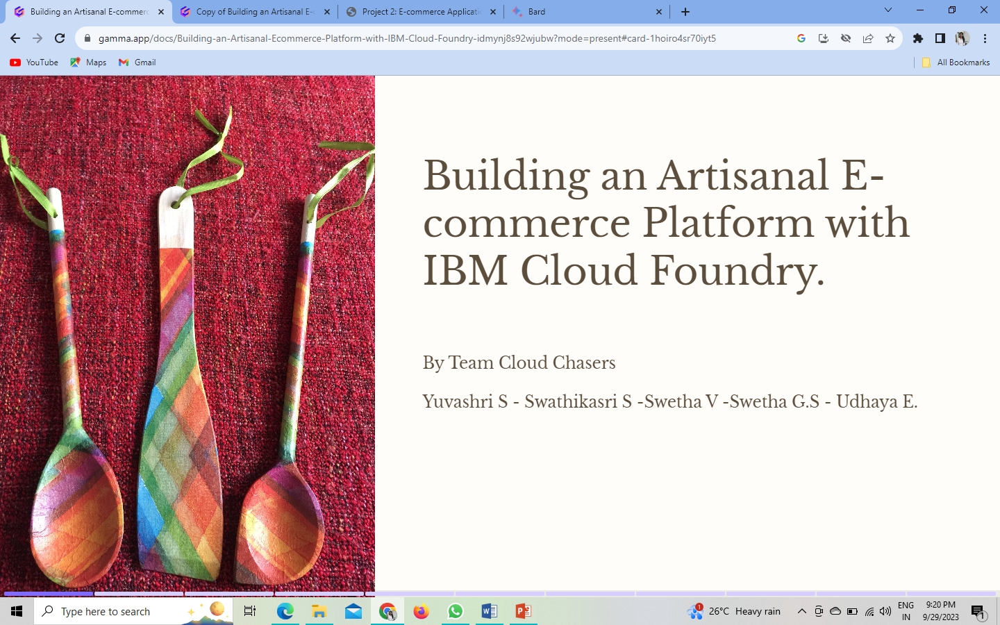 Building an Artisanal E-commerc
Copy of Building an Artisanal E-c
Project 2: E-commerce Applicati
Bard
gamma.app/docs/Building-an-Artisanal-Ecommerce-Platform-with-IBM-Cloud-Foundry-idmynj8s92wjubw?mode=present#card-1hoiro4sr70iyt5
YouTube
Maps
Gmail
All Bookmarks
Building an Artisanal E-
commerce Platform with
IBM Cloud Foundry.
By Team Cloud Chasers
Yuvashri S - Swathikasri S -Swetha V -Swetha G.S - Udhaya E.
Type here to search
1
26°C Heavy rain
ENG
IN
9:20 PM
9/29/2023
1